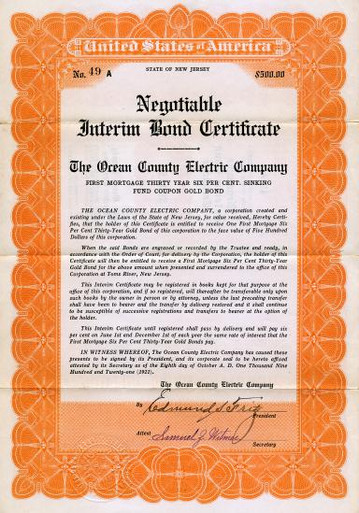 United States of America
No. 49 A
STATE OF NEW JERSEY
$500.00
Negotiable
Interim Bond Certificate
The Ocean County Electric Company
FIRST MORTGAGE THIRTY YEAR SIX PER CENT. SINKING
FUND COUPON GOLD BOND
THE OCEAN COUNTY ELECTRIC COMPANY, a corporation created and
existing under the Laws of the State of New Jersey, for value received, Hereby Certi-
fies, that the holder of this Certificate is entitled to receive One First Mortgage Six
Per Cent Thirty-Year Gold Bond of this corporation to the face value of Five Hundred
Dollars of this corporation.
When the said Bonds are engraved or recorded by the Trustee and ready, in
accordance with the Order of Court, for delivery by the Corporation, the holder of this
Certificate will then be entitled to receive a First Mortgage Six Per Cent Thirty-Year
Gold Bond for the above amount when presented and surrendered to the office of this
Corporation at Toms River, New Jersey.
This Interim Certificate may be registered in books kept for that purpose at the
office of this corporation, and if so registered, will thereafter be transferable only upon
such books by the owner in person or by attorney, unless the last preceding transfer
shall have been to bearer and the transfer by delivery restored and it shall continue
to be susceptible of successive registrations and transfers to bearer at the option of
the holder.
This Interim Certificate until registered shall pass by delivery and will pay six
per cent on June 1st and December 1st of each year the same rate of interest that the
First Mortgage Six Per Cent Thirty-Year Gold Bonds pay.
IN WITNESS WHEREOF, The Ocean County Electric Company has caused these
presents to be signed by its President, and its corporate seal to be hereto affixed
attested by its Secretary as of the Eighth day of October A. D. One Thousand Nine
Hundred and Twenty-one (1921).
The Ocean County Electric Company
By
President
Attest
Secretary